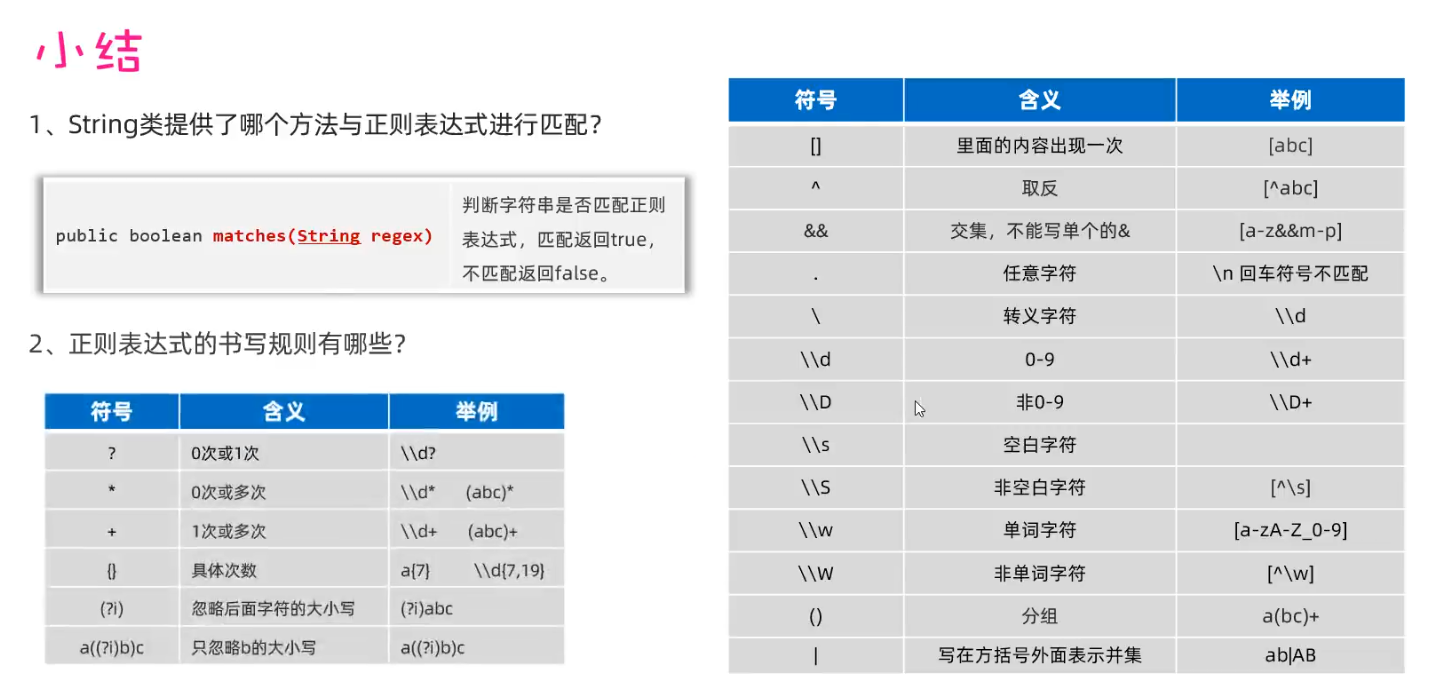 小结
1、String类提供了哪个方法与正则表达式进行匹配？
public boolean matches(String regex)
判断字符串是否匹配正则
表达式，匹配返回true，
不匹配返回false。
2、正则表达式的书写规则有哪些？
符号 含义 举例
? 0次或1次 \\d?
* 0次或多次 \\d* (abc)*
+ 1次或多次 \\d+ (abc)+
{} 具体次数 a{7} \\d{7,19}
(?i) 忽略后面字符的大小写 (?i)abc
a((?i)b)c 只忽略b的大小写 a((?i)b)c
符号 含义 举例
[] 里面的内容出现一次 [abc]
^ 取反 [^abc]
&& 交集，不能写单个的& [a-z&&m-p]
. 任意字符 \n 回车符号不匹配
\ 转义字符 \\d
\\d 0-9 \\d+
\\D 非0-9 \\D+
\\s 空白字符
\\S 非空白字符 [^\s]
\\w 单词字符 [a-zA-Z_0-9]
\\W 非单词字符 [^\w]
() 分组 a(bc)+
| 写在方括号外面表示并集 ab|AB